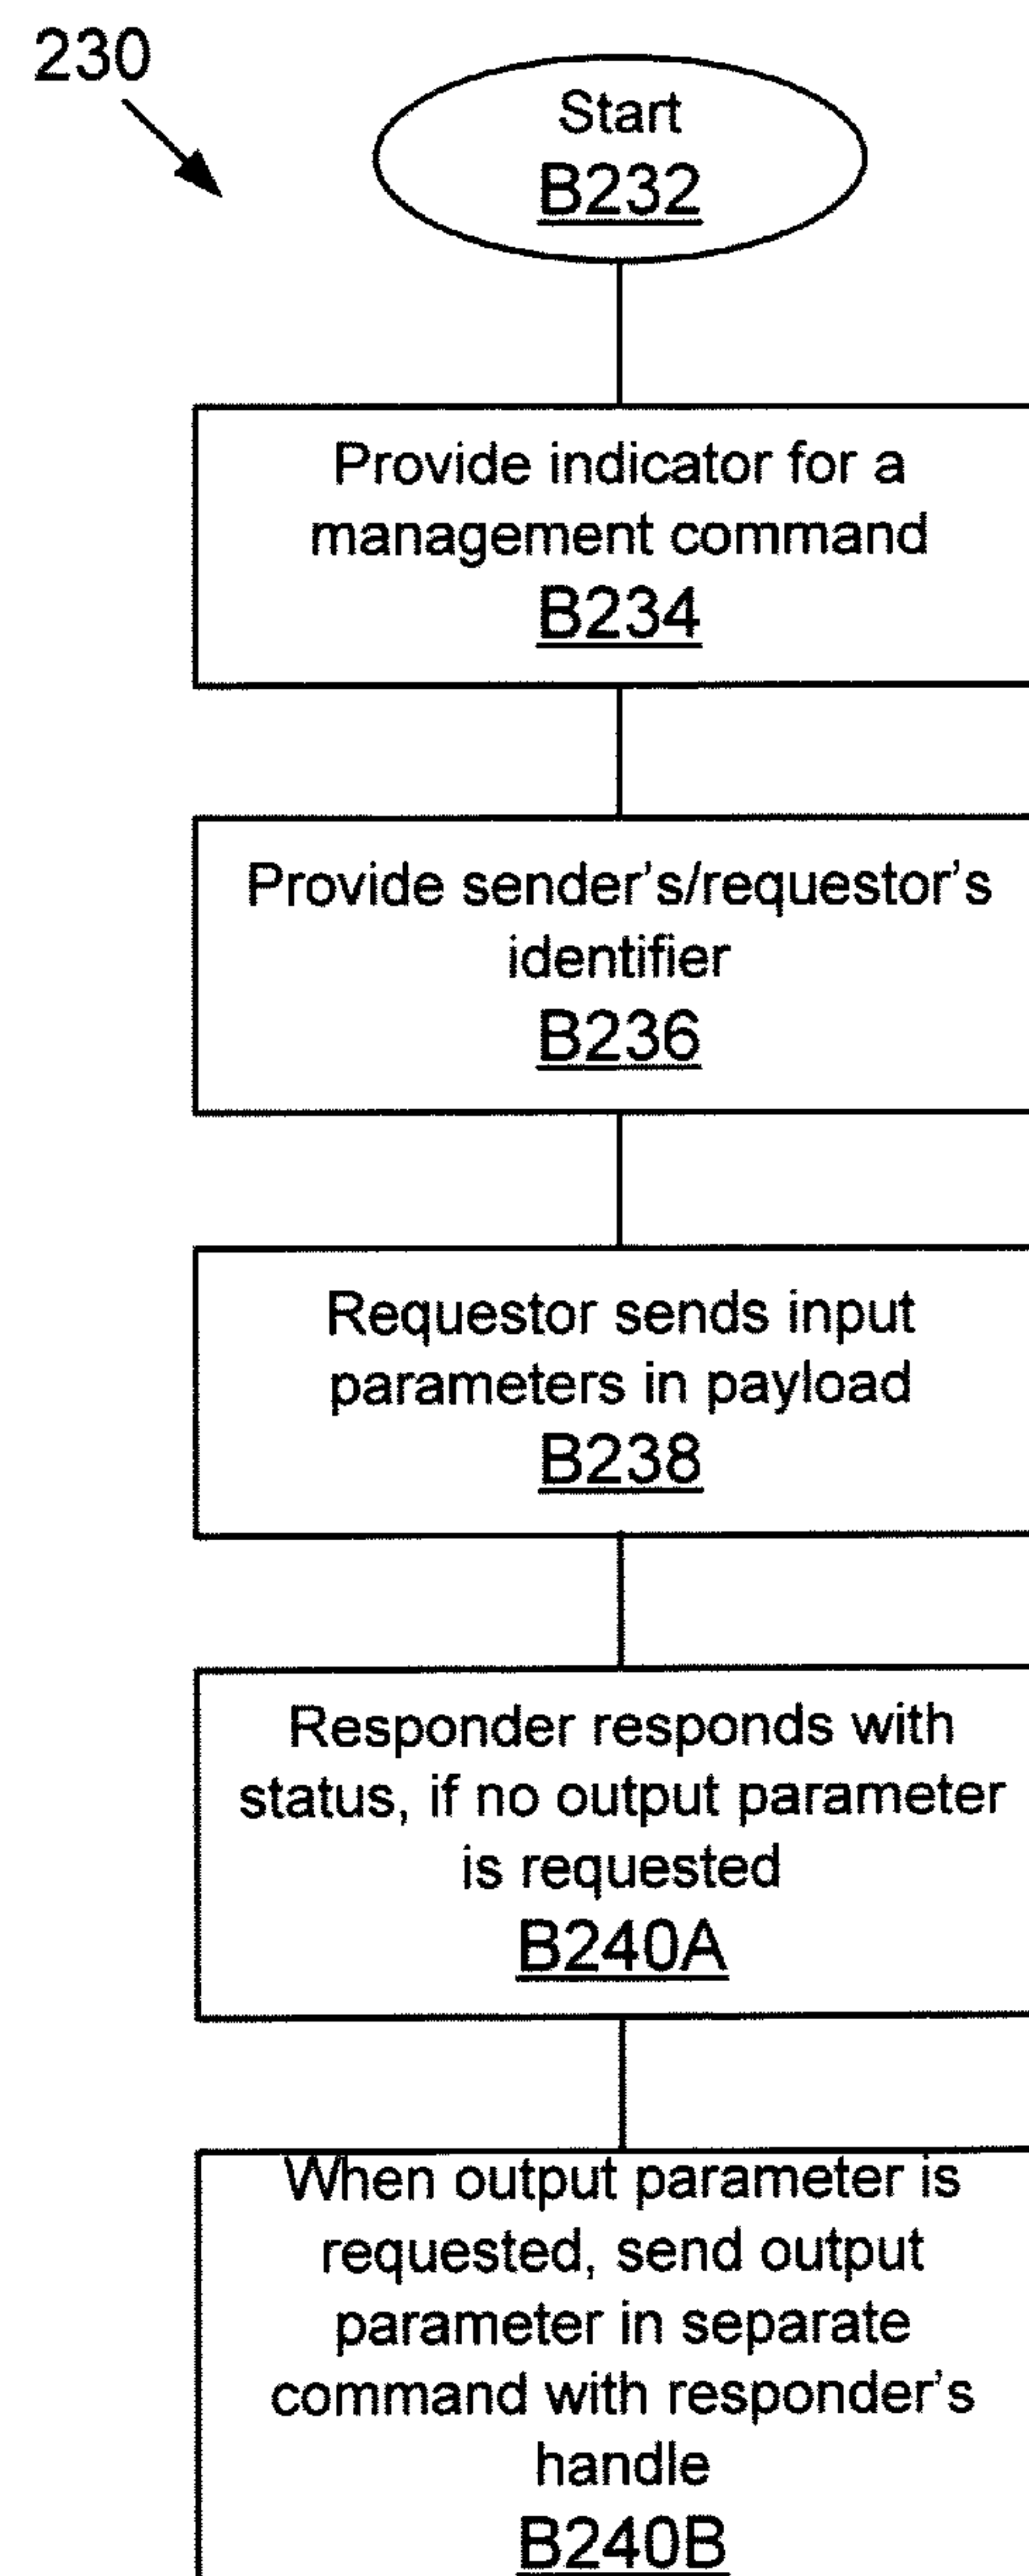 230
Start
B232
Provide indicator for a
management command
B234
Provide sender's/requestor's
identifier
B236
Requestor sends input
parameters in payload
B238
Responder responds with
status, if no output parameter
is requested
B240A
When output parameter is
requested, send output
parameter in separate
command with responder's
handle
B240B